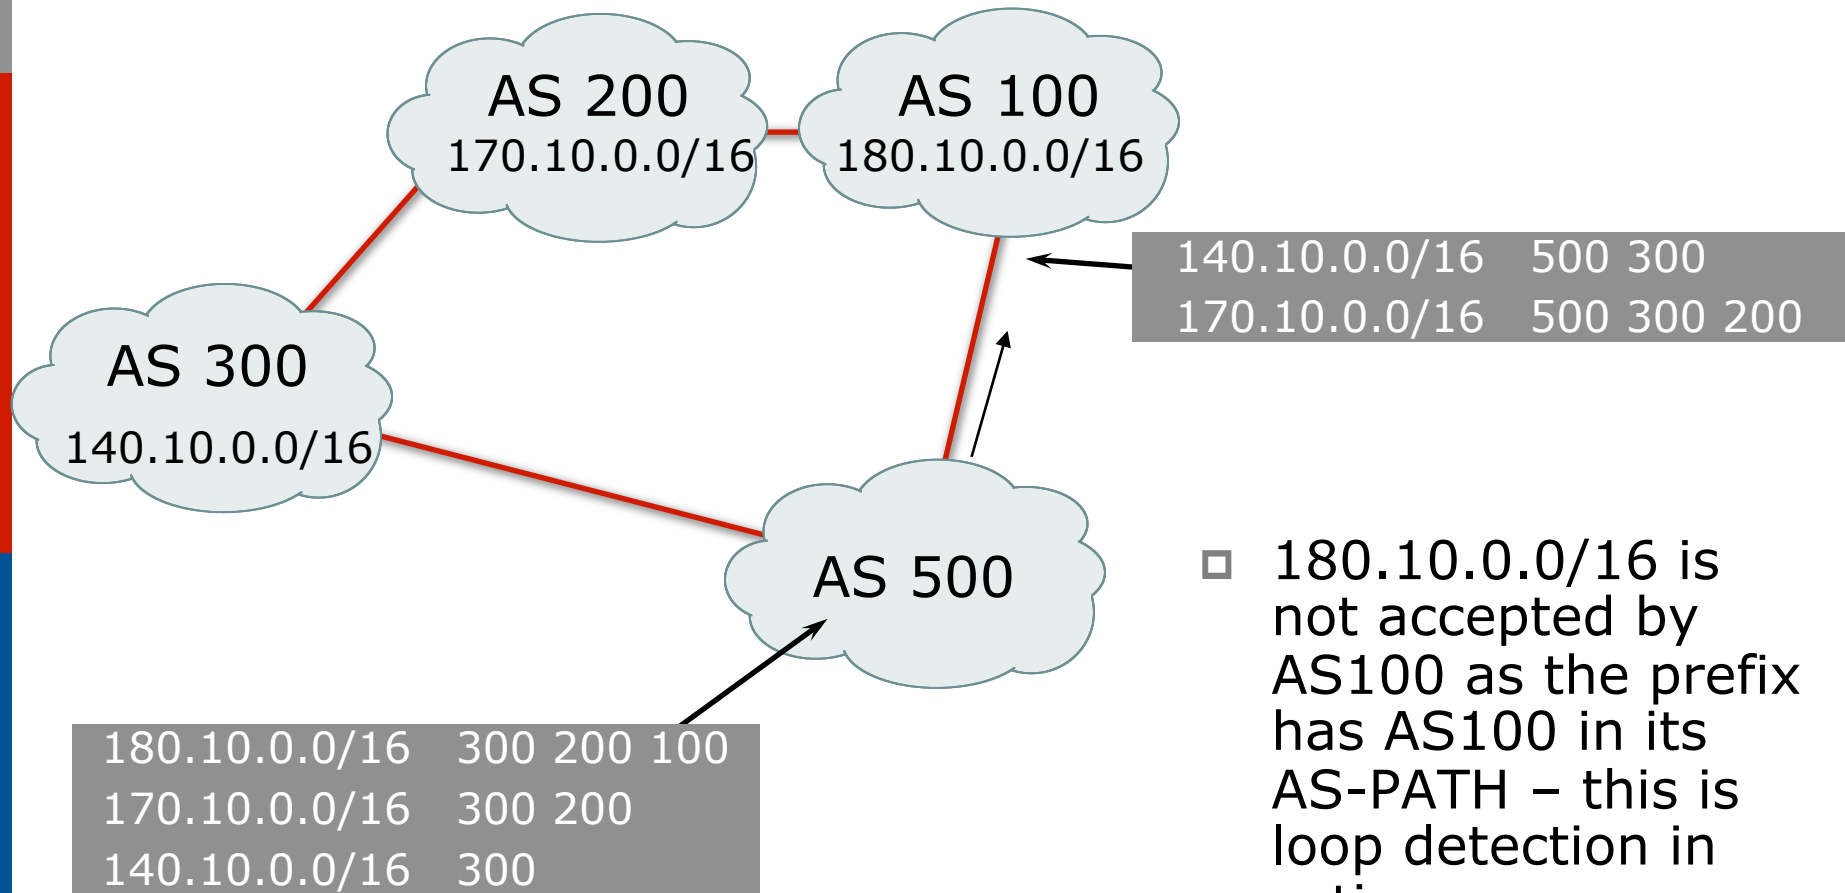 AS 200
170.10.0.0/16
AS 100
180.10.0.0/16
140.10.0.0/16 500 300
170.10.0.0/16 500 300 200
AS 300
140.10.0.0/16
AS 500
180.10.0.0/16 is
not accepted by
AS100 as the prefix
has AS100 in its
AS-PATH – this is
loop detection in
180.10.0.0/16 300 200 100
170.10.0.0/16 300 200
140.10.0.0/16 300